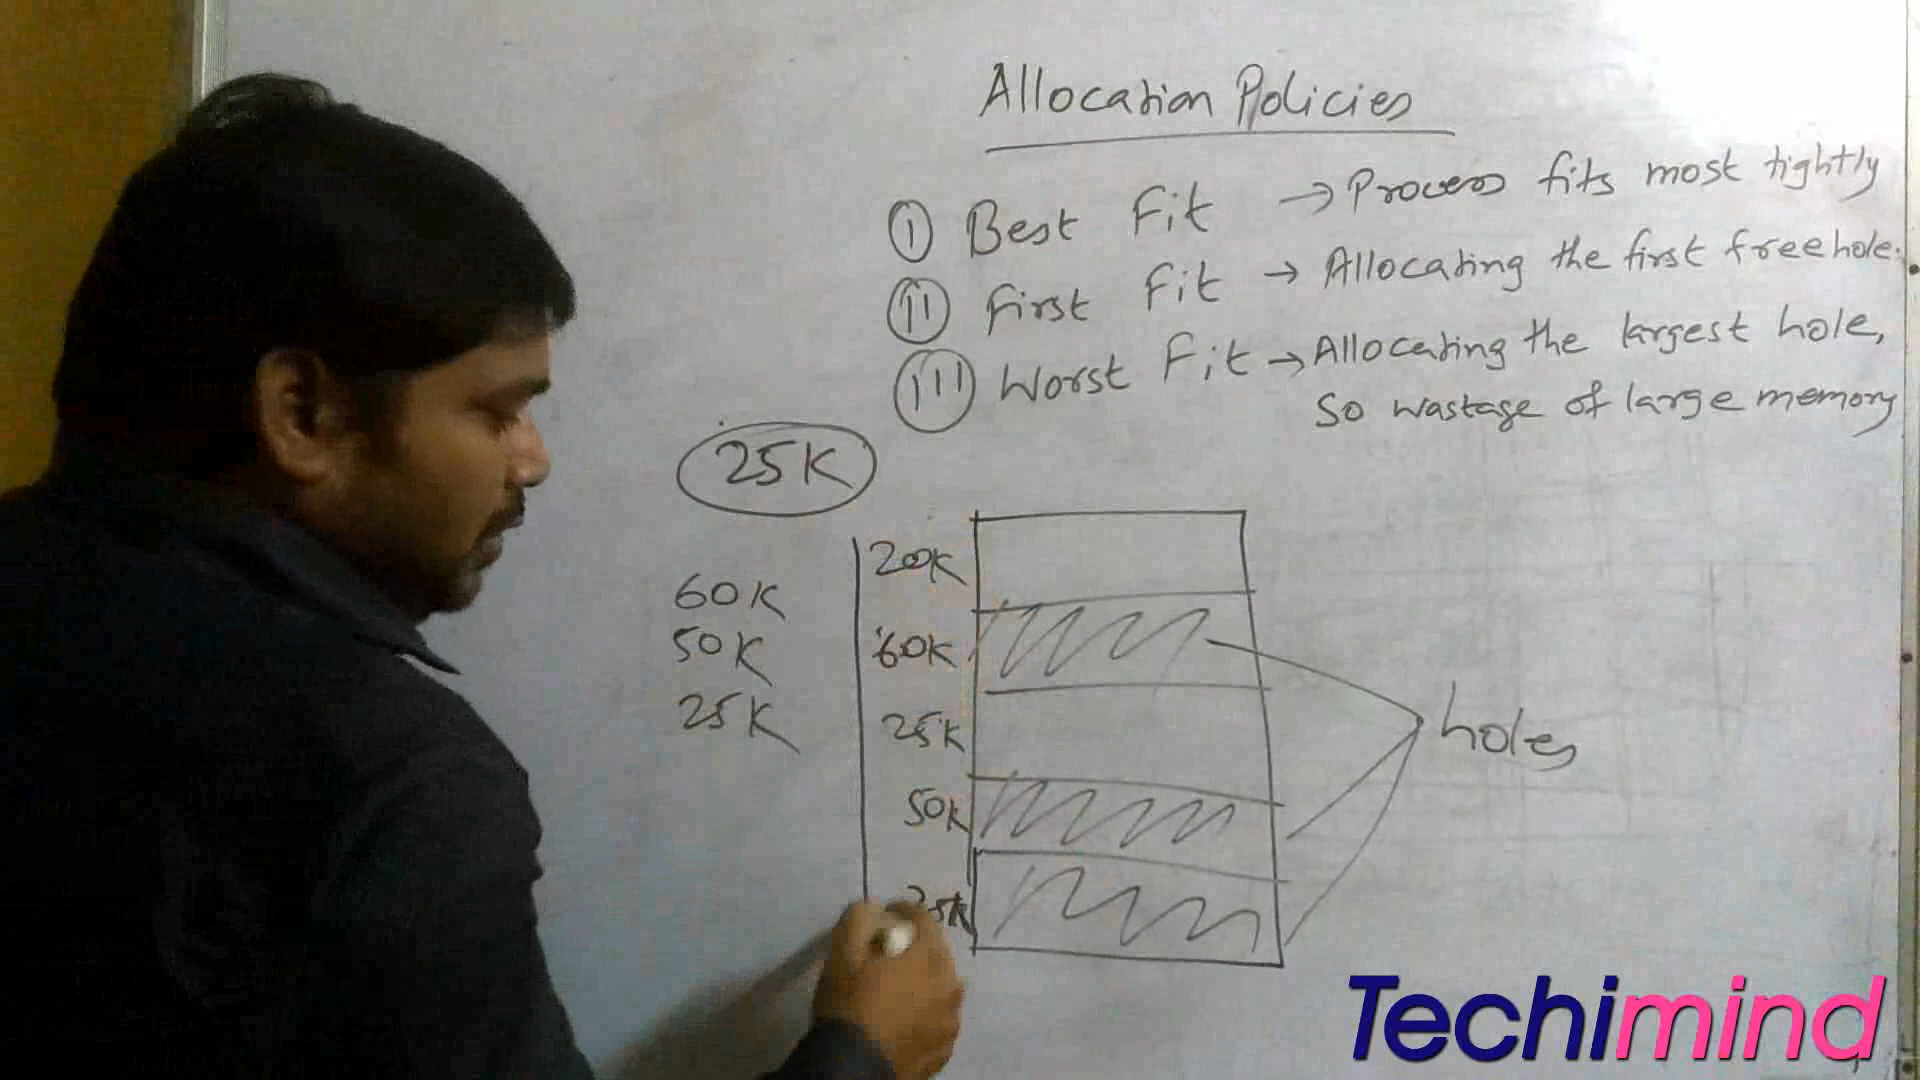 Allocation Policies
I Best Fit → Process fits most tightly
II First Fit → Allocating the first free hole.
III Worst Fit → Allocating the largest hole,
So wastage of large memory
25K
200K
60K
60K
50K
25K
25K
50K
holes
Techimind